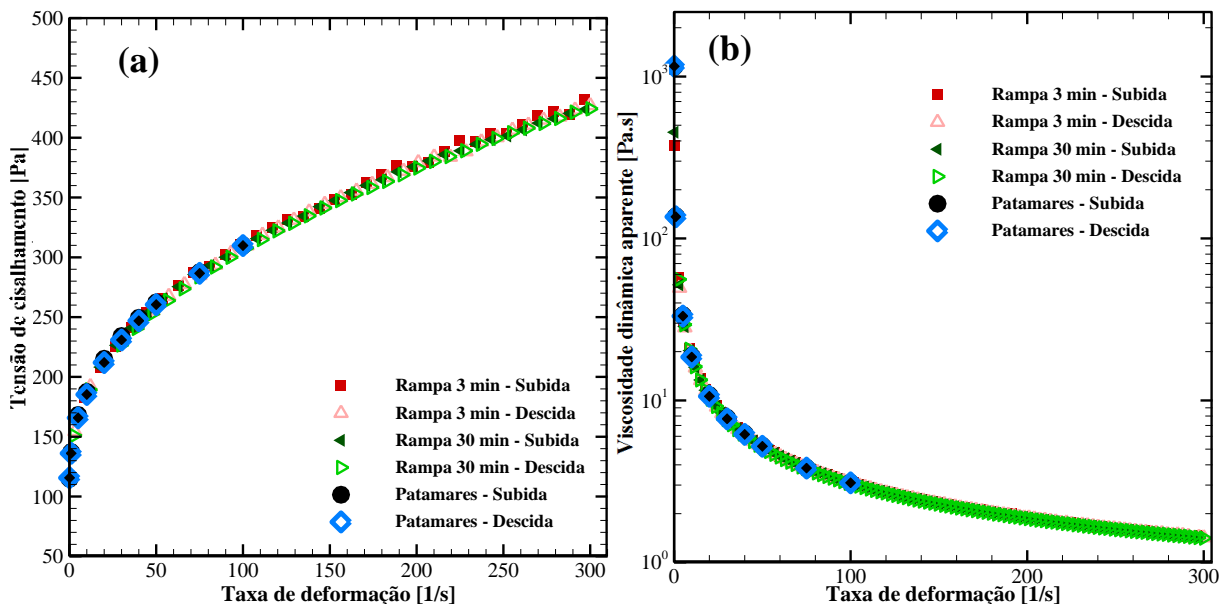 (a)
Tensão de cisalhamento [Pa]
500
450
400
350
300
250
200
150
100
50
Rampa 3 min - Subida
Rampa 3 min - Descida
Rampa 30 min - Subida
Rampa 30 min - Descida
Patamares - Subida
Patamares - Descida
0 50 100 150 200 250 300
Taxa de deformação [1/s]
(b)
Viscosidade dinâmica aparente [Pa.s]
10³
10²
10¹
10⁰
Rampa 3 min - Subida
Rampa 3 min - Descida
Rampa 30 min - Subida
Rampa 30 min - Descida
Patamares - Subida
Patamares - Descida
0 100 200 300
Taxa de deformação [1/s]